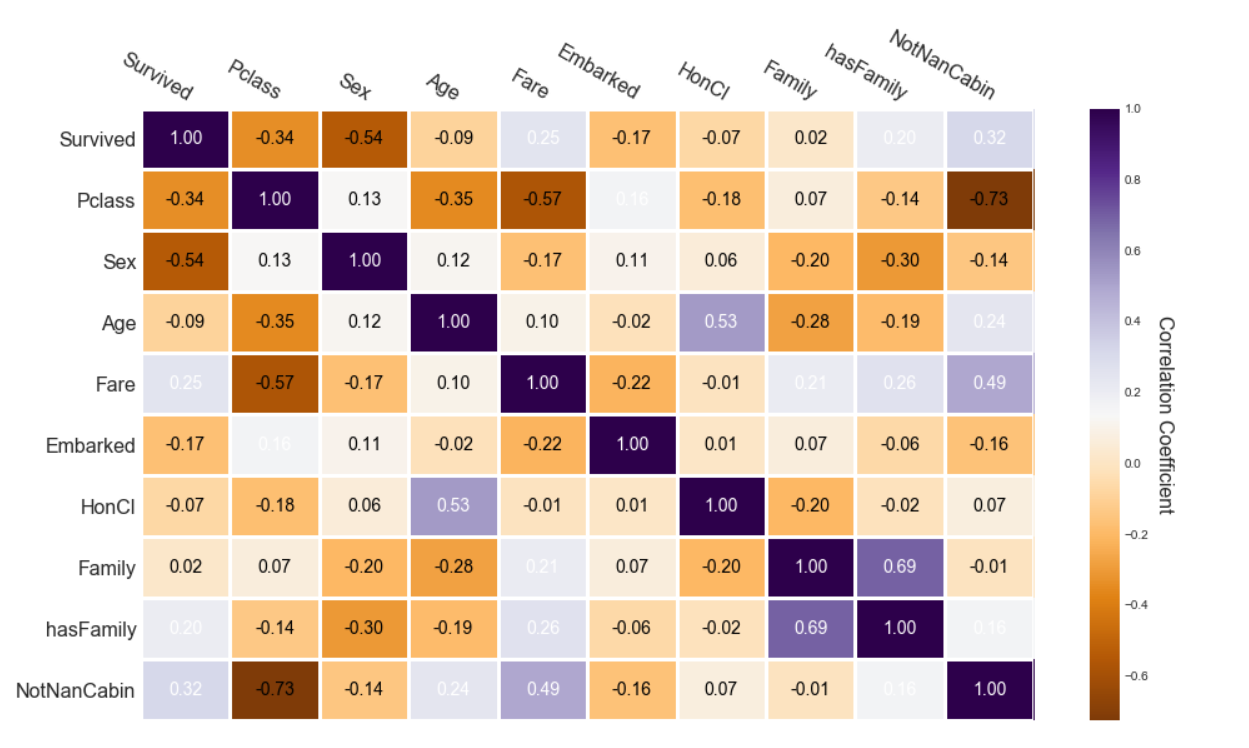 Survived Pclass Sex Age Fare Embarked HonCl Family hasFamily NotNanCabin
Survived 1.00 -0.34 -0.54 -0.09 0.25 -0.17 -0.07 0.02 0.20 0.32
Pclass -0.34 1.00 0.13 -0.35 -0.57 0.16 -0.18 0.07 -0.14 -0.73
Sex -0.54 0.13 1.00 0.12 -0.17 0.11 0.06 -0.20 -0.30 -0.14
Age -0.09 -0.35 0.12 1.00 0.10 -0.02 0.53 -0.28 -0.19 0.24
Fare 0.25 -0.57 -0.17 0.10 1.00 -0.22 -0.01 0.21 0.26 0.49
Embarked -0.17 0.16 0.11 -0.02 -0.22 1.00 0.01 0.07 -0.06 -0.16
HonCl -0.07 -0.18 0.06 0.53 -0.01 0.01 1.00 -0.20 -0.02 0.07
Family 0.02 0.07 -0.20 -0.28 0.21 0.07 -0.20 1.00 0.69 -0.01
hasFamily 0.20 -0.14 -0.30 -0.19 0.26 -0.06 -0.02 0.69 1.00 0.16
NotNanCabin 0.32 -0.73 -0.14 0.24 0.49 -0.16 0.07 -0.01 0.16 1.00
1.0
0.8
0.6
0.4
0.2
0.0
-0.2
-0.4
-0.6
Correlation Coefficient